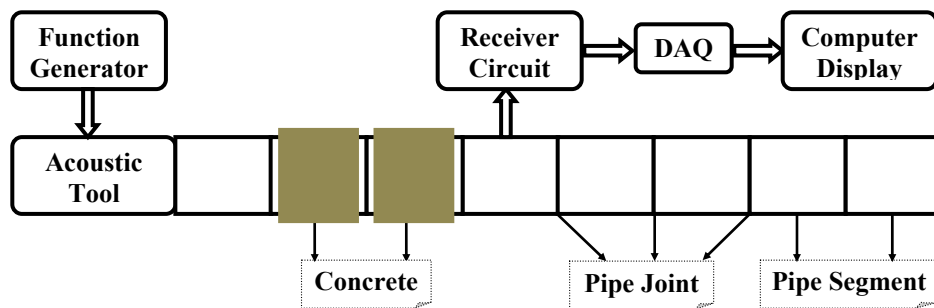 Function
Generator
Receiver
Circuit
DAQ
Computer
Display
Acoustic
Tool
Concrete
Pipe Joint
Pipe Segment